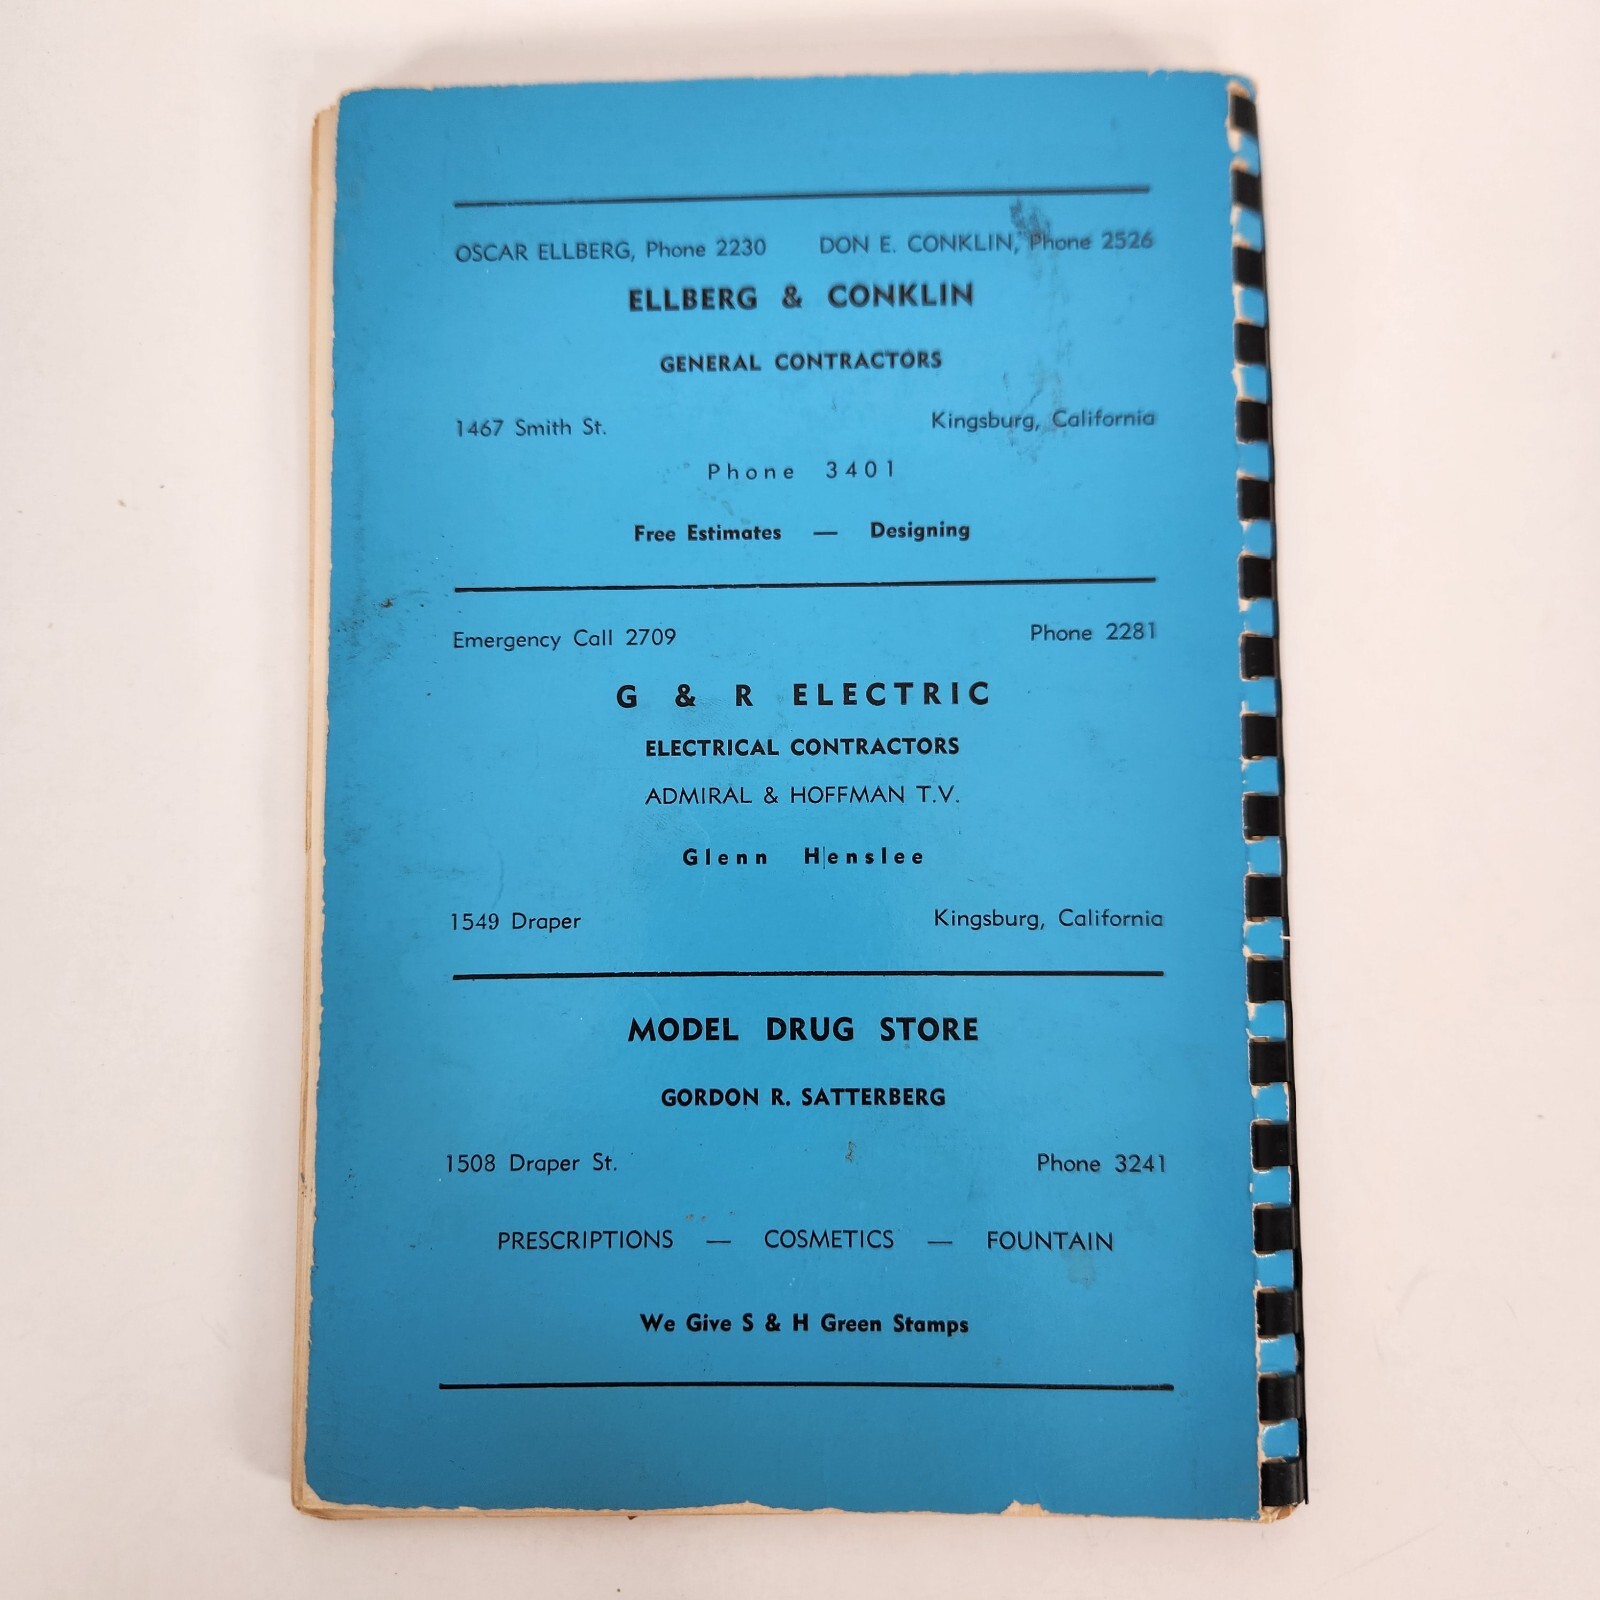 OSCAR ELLBERG, Phone 2230 DON E. CONKLIN, Phone 2526
ELLBERG & CONKLIN
GENERAL CONTRACTORS
1467 Smith St. Kingsburg, California
Phone 3401
Free Estimates — Designing
Emergency Call 2709 Phone 2281
G & R ELECTRIC
ELECTRICAL CONTRACTORS
ADMIRAL & HOFFMAN T.V.
Glenn Henslee
1549 Draper Kingsburg, California
MODEL DRUG STORE
GORDON R. SATTERBERG
1508 Draper St. Phone 3241
PRESCRIPTIONS — COSMETICS — FOUNTAIN
We Give S & H Green Stamps